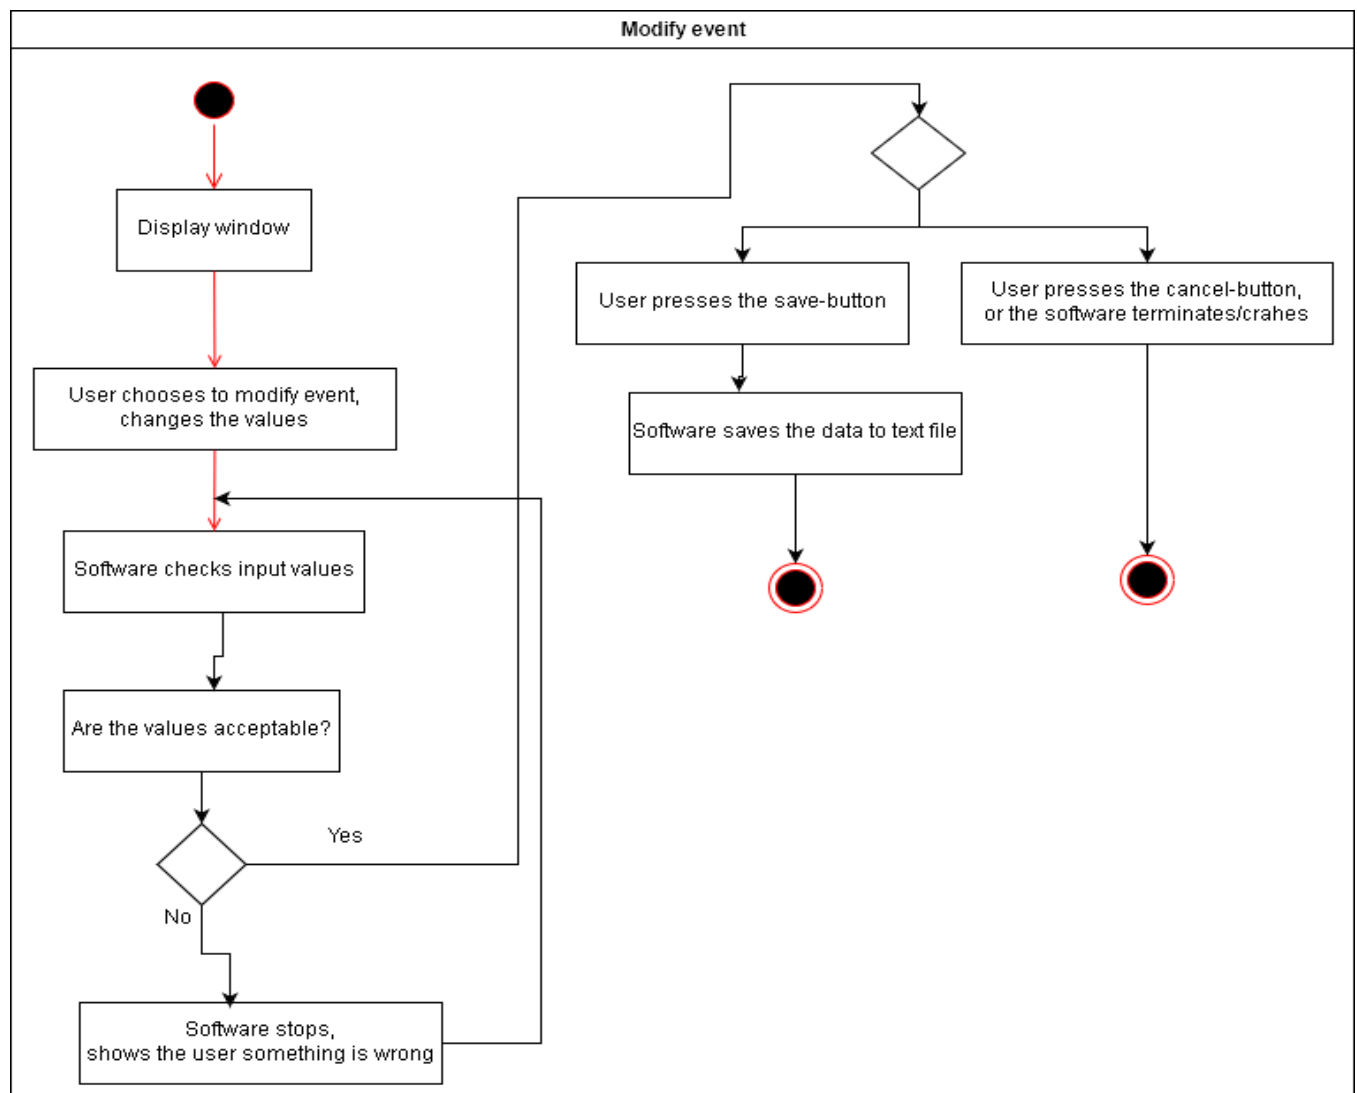 Modify event
Display window
User chooses to modify event,
changes the values
Software checks input values
Are the values acceptable?
Yes
No
Software stops,
shows the user something is wrong
User presses the save-button
Software saves the data to text file
User presses the cancel-button,
or the software terminates/crahes